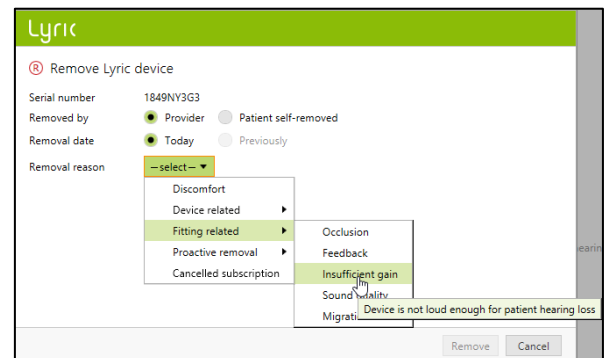 Lyric
R Remove Lyric device
Serial number 1849NY3G3
Removed by Provider Patient self-removed
Removal date Today Previously
Removal reason —select—
Discomfort
Device related
Fitting related
Proactive removal
Cancelled subscription
Occlusion
Feedback
Insufficient gain
Sound Quality
Device is not loud enough for patient hearing loss
Remove Cancel